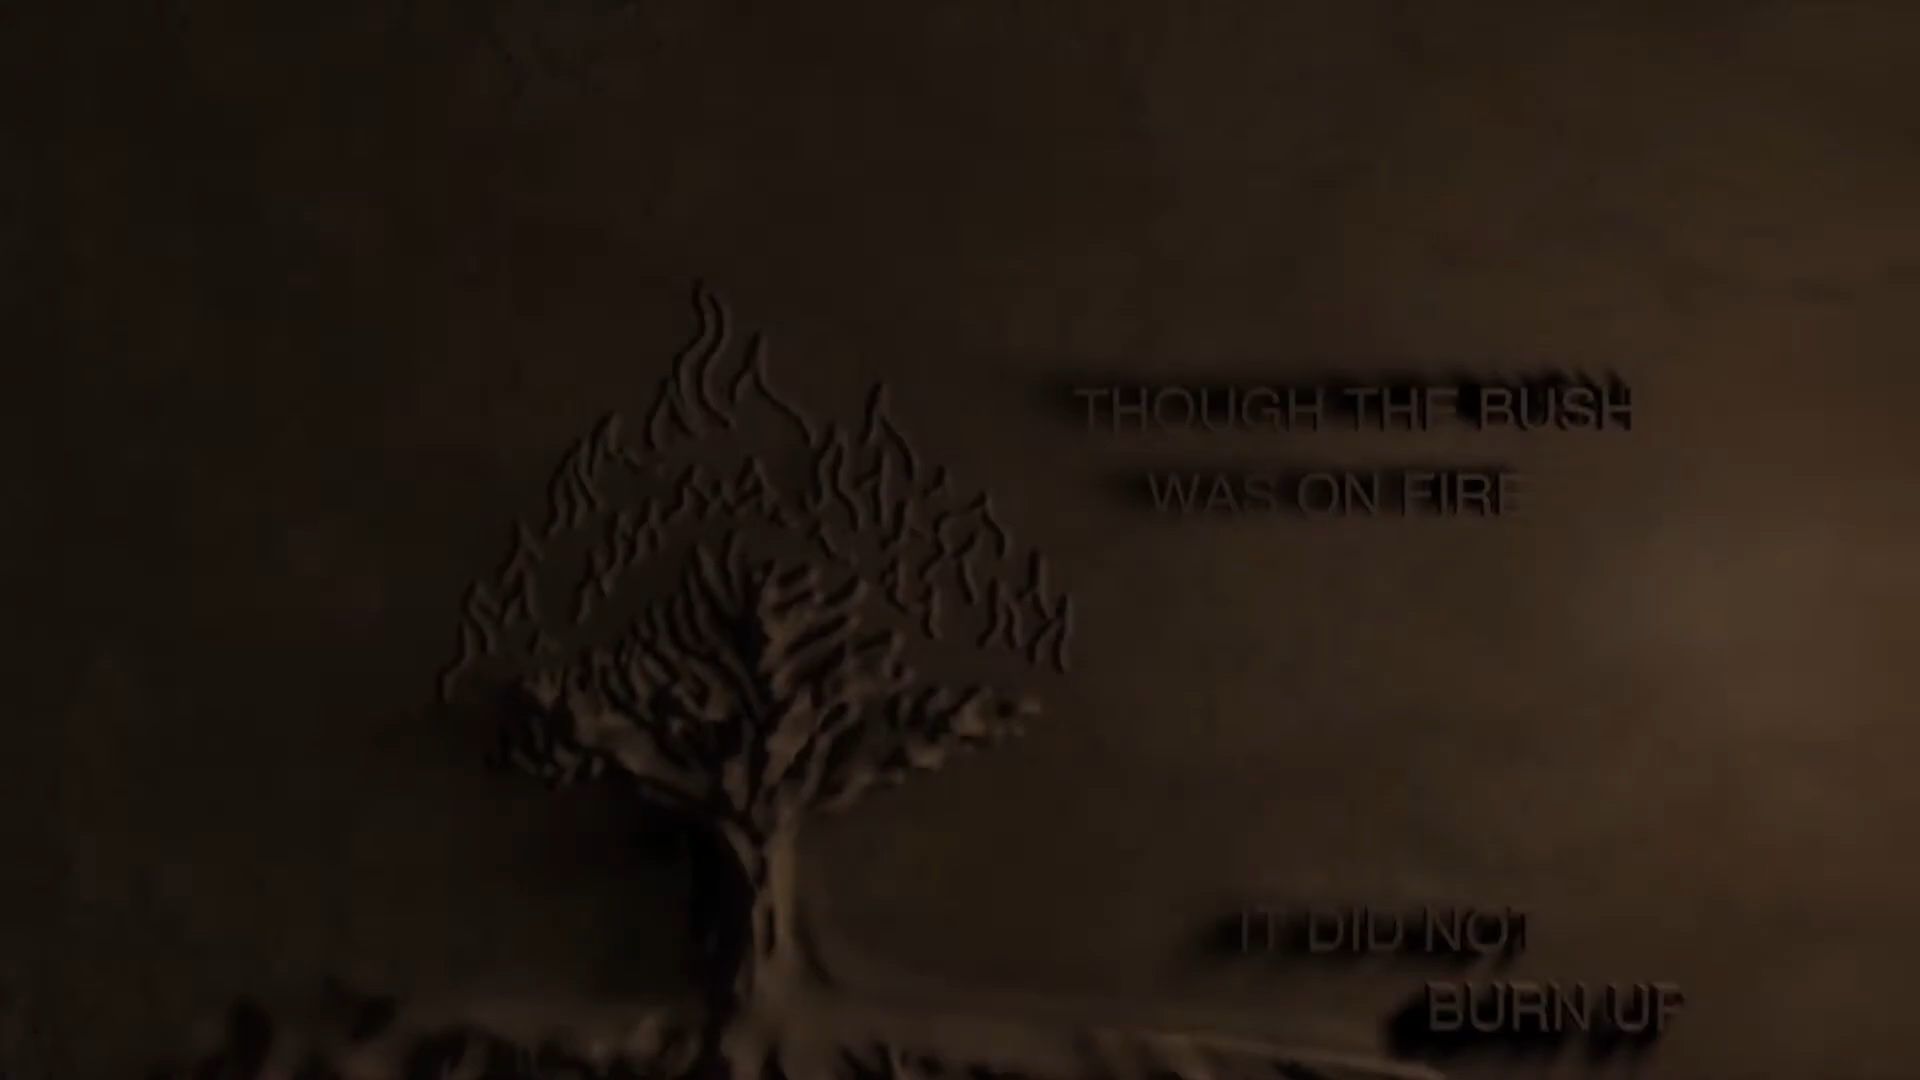 THOUGH THE BUSH
WAS ON FIRE
IT DID NOT
BURN UP